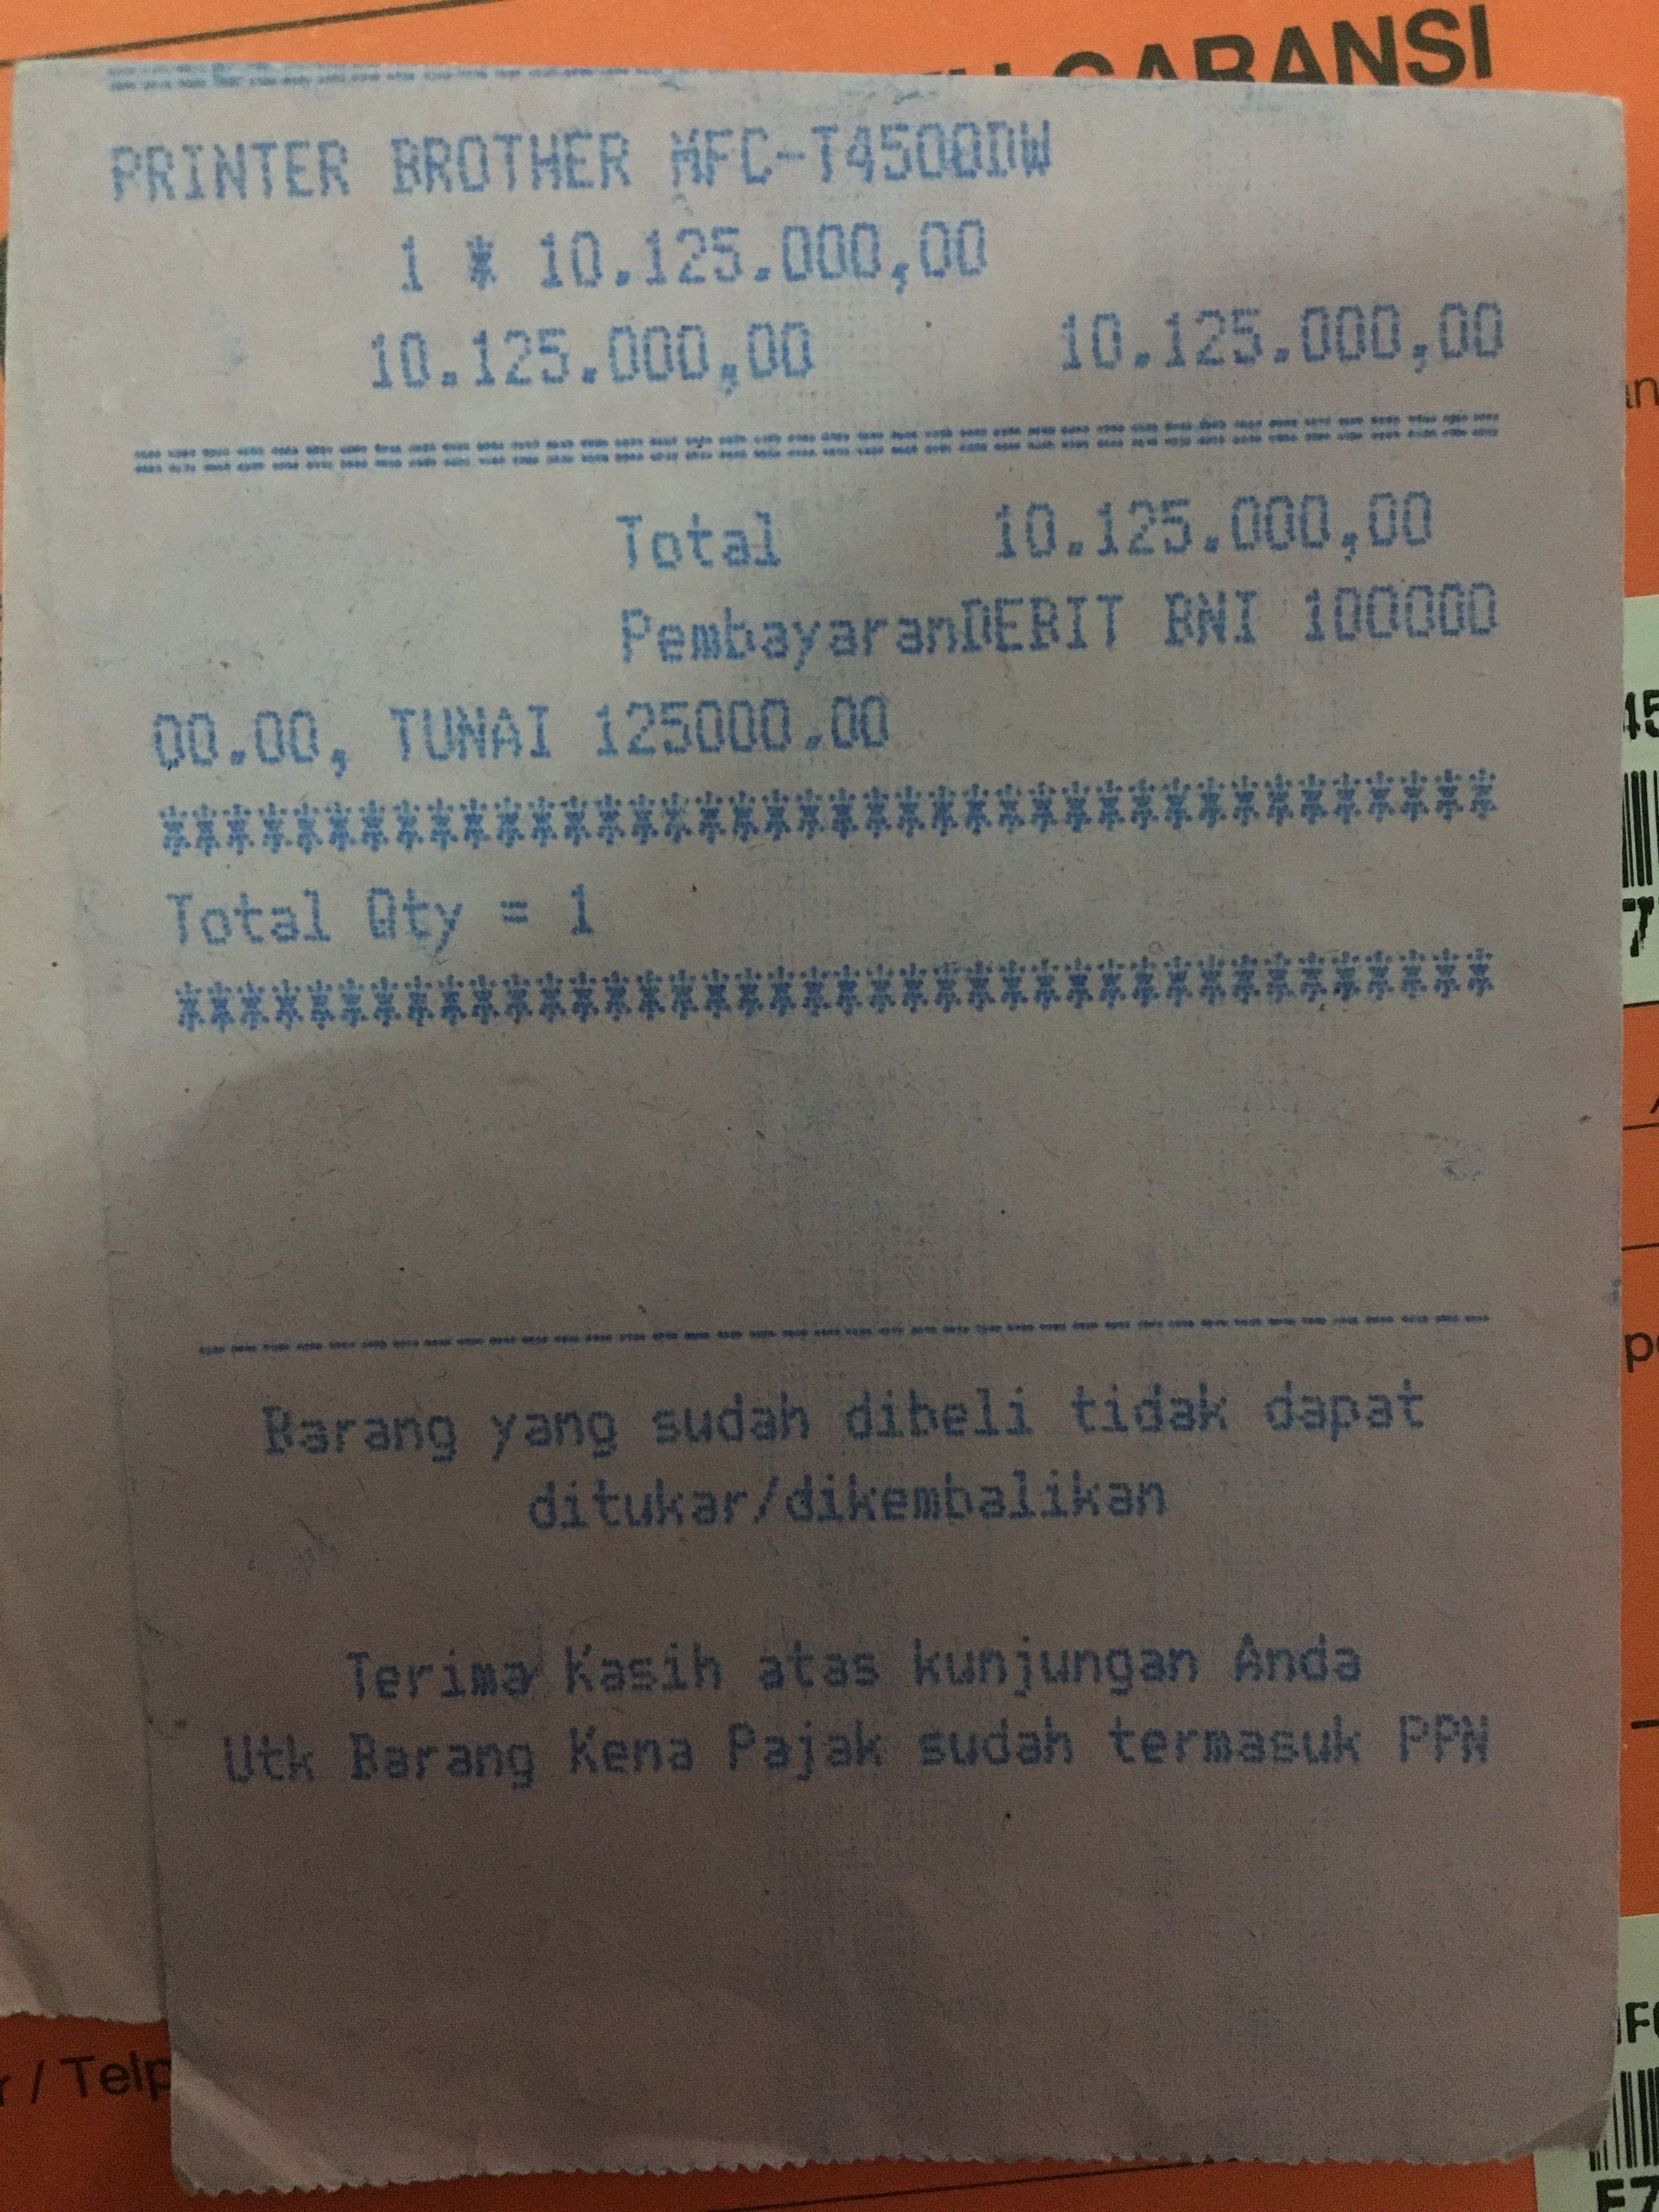 GARANSI
PRINTER BROTHER MFC-T4500DW
1 * 10.125.000,00
10.125.000,00 10.125.000,00
Total 10.125.000,00
PembayaranDEBIT BNI 100000
00.00, TUNAI 125000.00
****************************************
Total Qty = 1
****************************************
Barang yang sudah dibeli tidak dapat
ditukar/dikembalikan
Terima Kasih atas kunjungan Anda
Utk Barang Kena Pajak sudah termasuk PPN
/ Telp